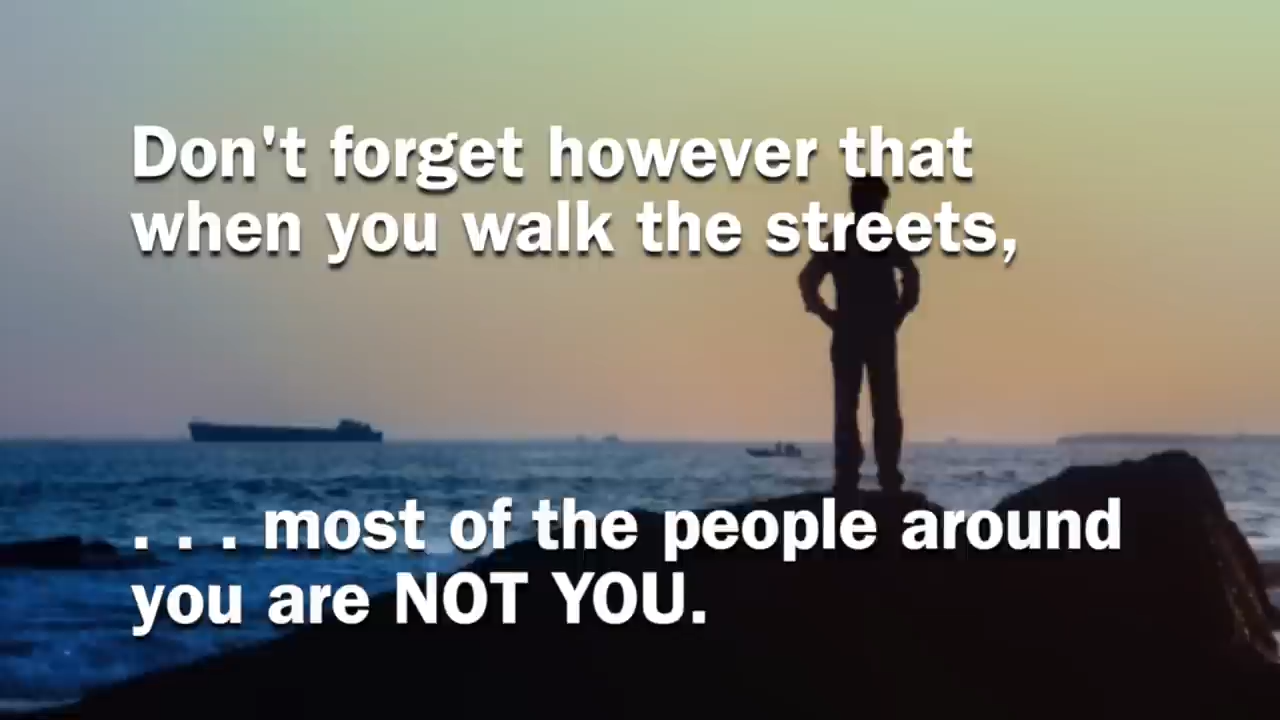 Don't forget however that
when you walk the streets,
. . . most of the people around
you are NOT YOU.